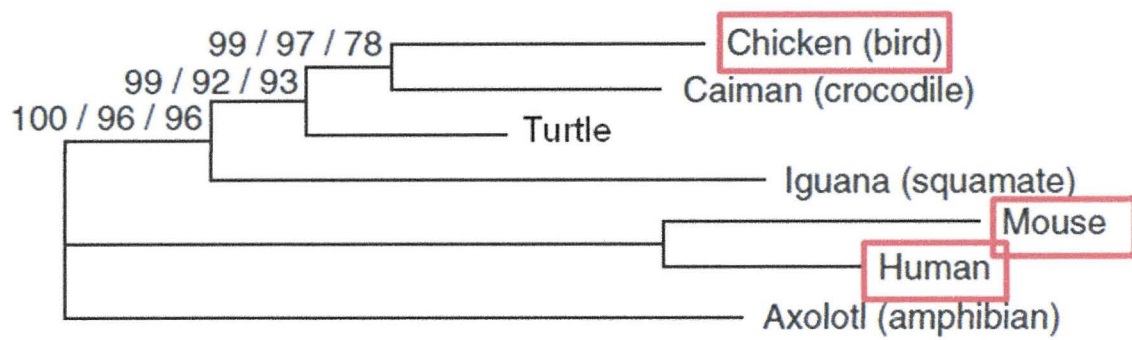 99 / 97 / 78
Chicken (bird)
99 / 92 / 93
Caiman (crocodile)
100 / 96 / 96
Turtle
Iguana (squamate)
Mouse
Human
Axolotl (amphibian)